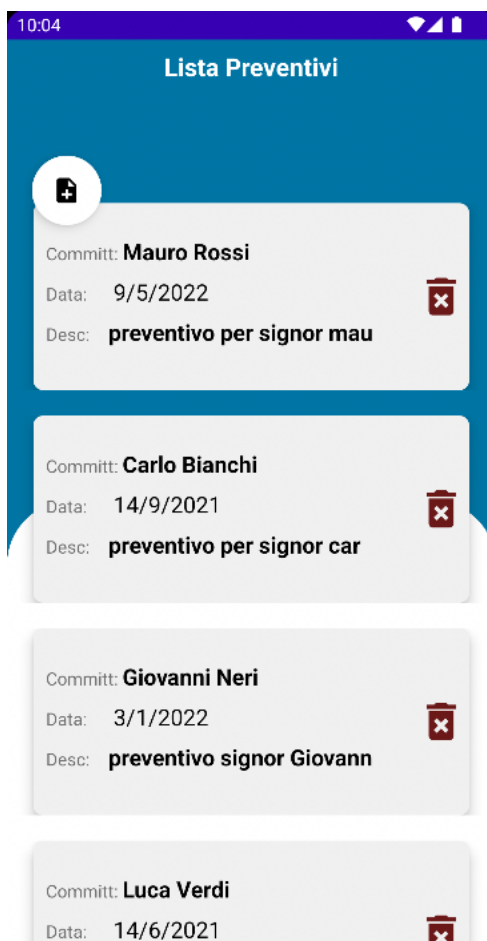 10:04
Lista Preventivi
Committ: Mauro Rossi
Data: 9/5/2022
Desc: preventivo per signor mau
Committ: Carlo Bianchi
Data: 14/9/2021
Desc: preventivo per signor car
Committ: Giovanni Neri
Data: 3/1/2022
Desc: preventivo signor Giovann
Committ: Luca Verdi
Data: 14/6/2021